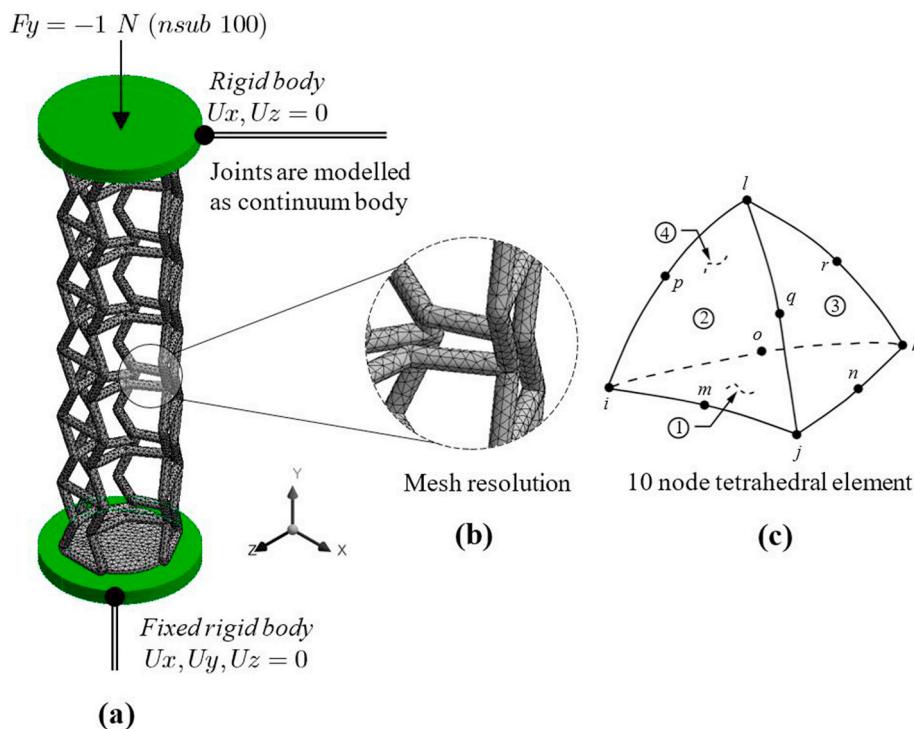 Fy = −1 N (nsub 100)
Rigid body
Ux, Uz = 0
Joints are modelled
as continuum body
Y
Z
X
Fixed rigid body
Ux, Uy, Uz = 0
(a)
Mesh resolution
(b)
l
④
p
r
q
②
③
o
i
m
n
①
j
10 node tetrahedral element
(c)